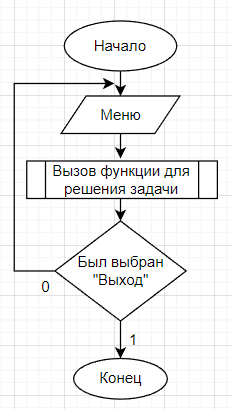 Начало
Меню
Вызов функции для
решения задачи
Был выбран
"Выход"
0
1
Конец